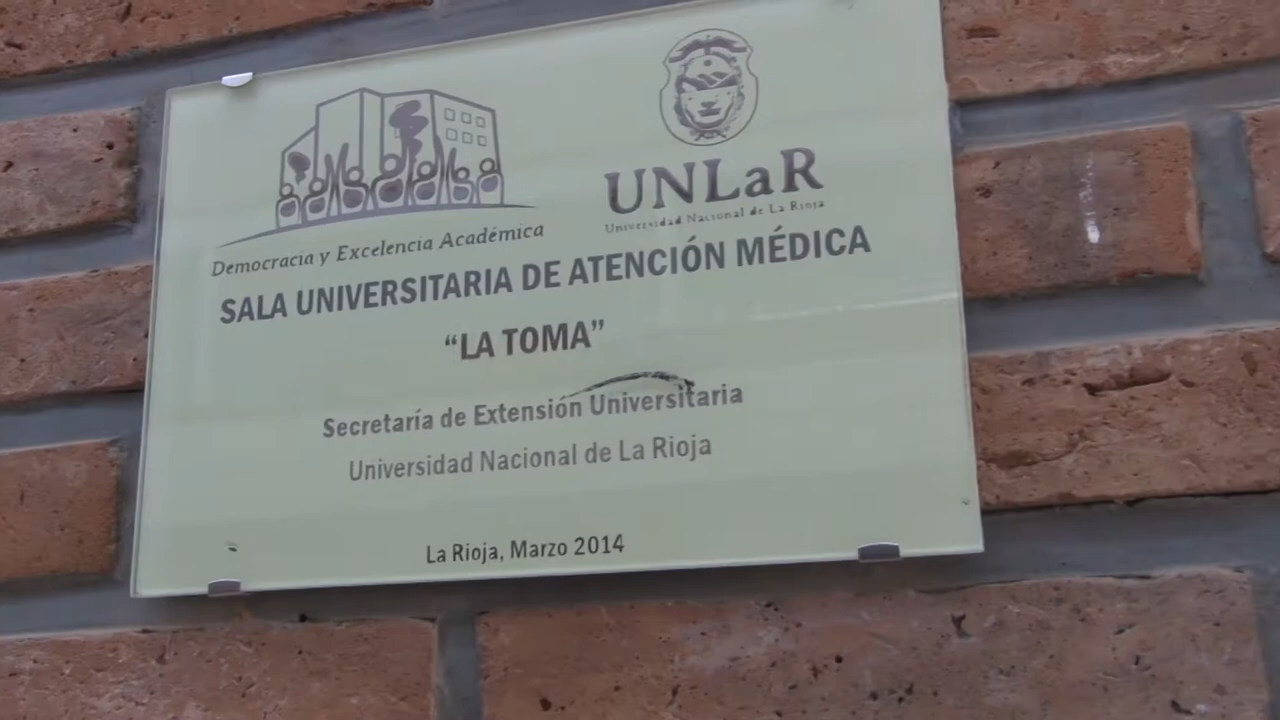 Democracia y Excelencia Académica
UNLaR
Universidad Nacional de La Rioja
SALA UNIVERSITARIA DE ATENCIÓN MÉDICA
“LA TOMA”
Secretaría de Extensión Universitaria
Universidad Nacional de La Rioja
La Rioja, Marzo 2014